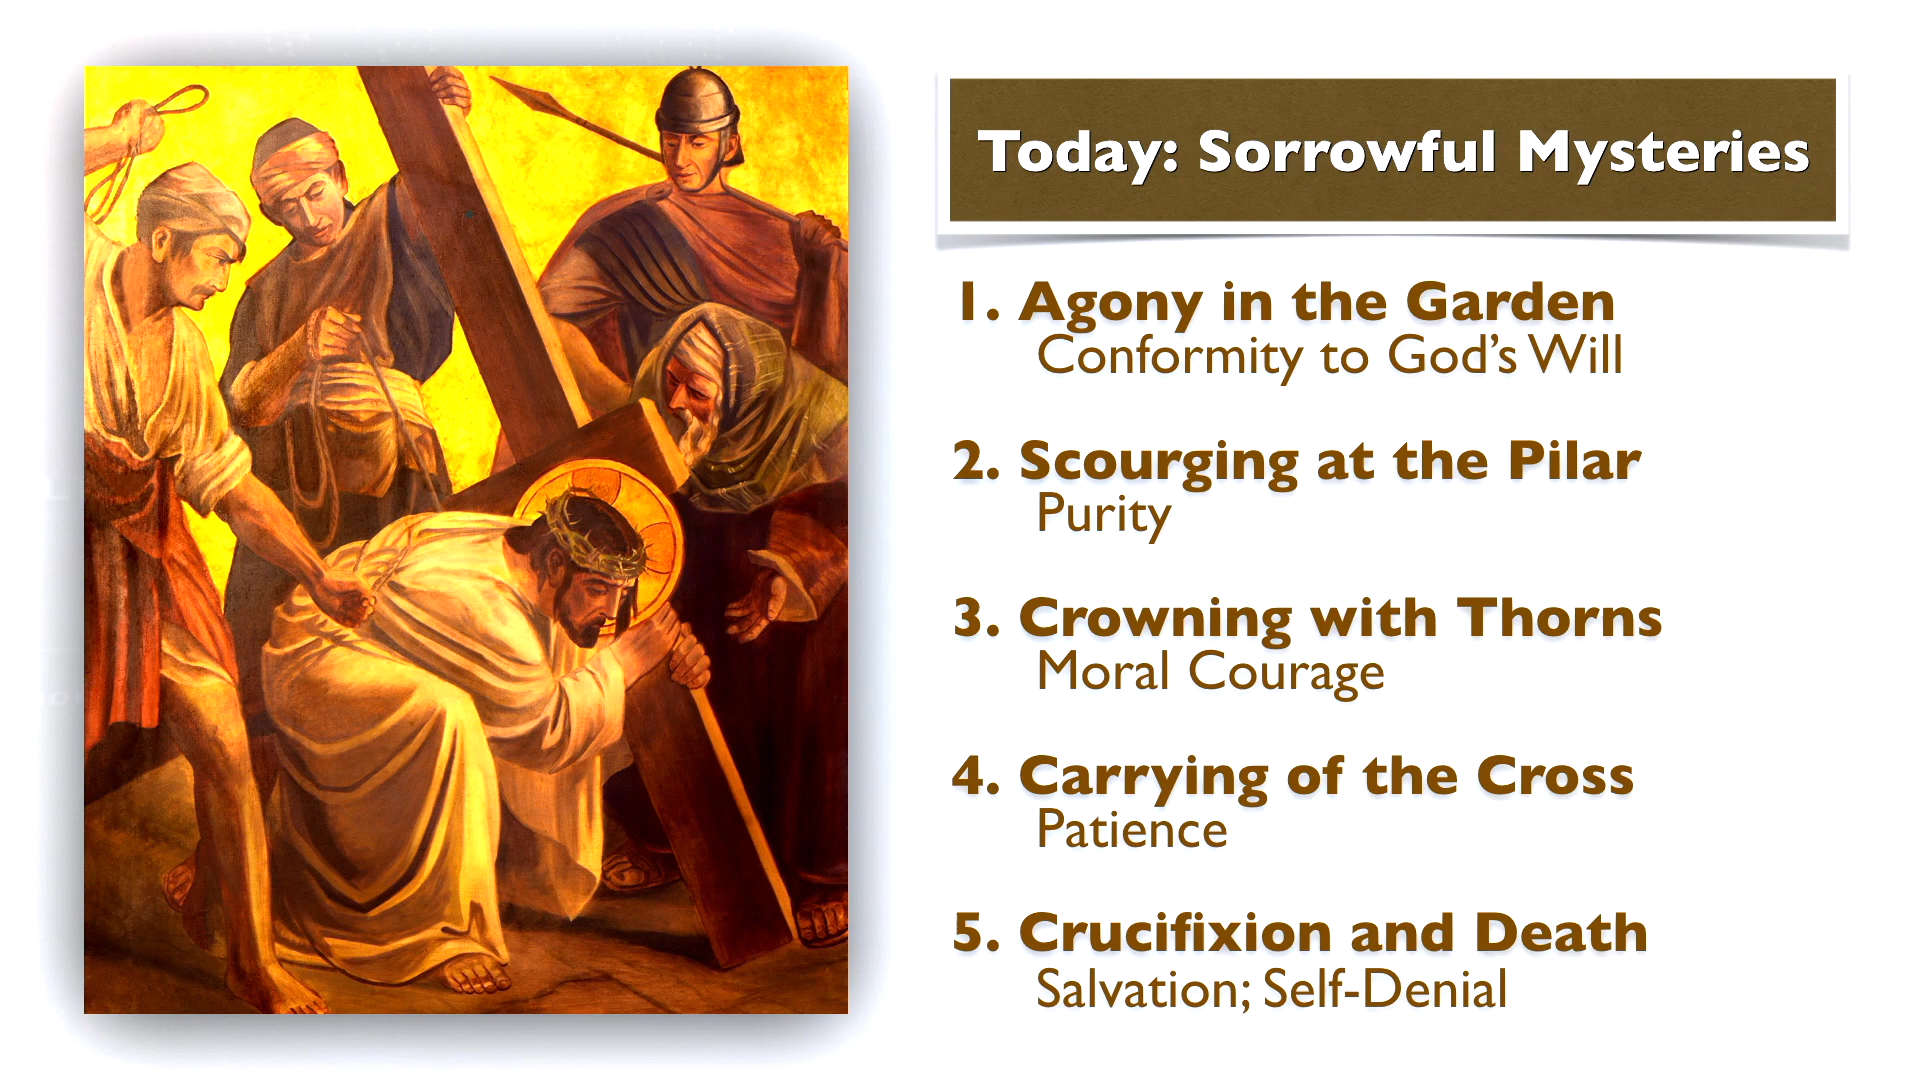 Today: Sorrowful Mysteries
1. Agony in the Garden
Conformity to God's Will
2. Scourging at the Pilar
Purity
3. Crowning with Thorns
Moral Courage
4. Carrying of the Cross
Patience
5. Crucifixion and Death
Salvation; Self-Denial